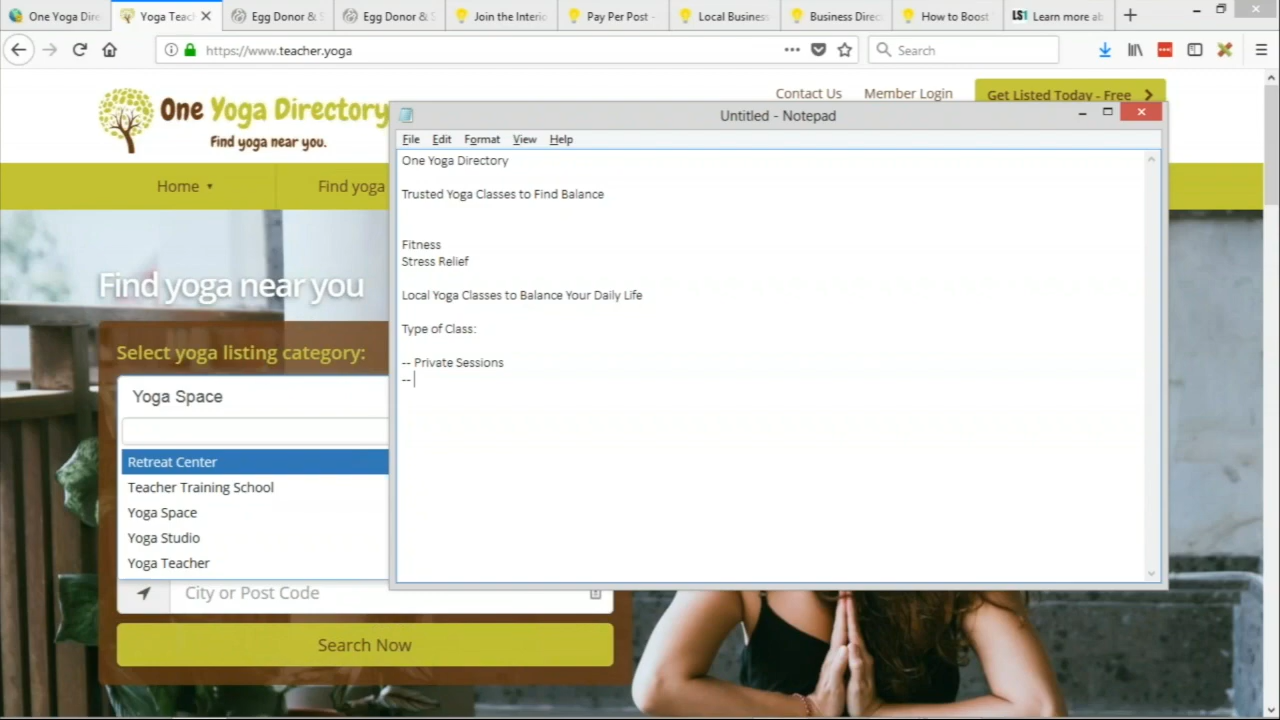 One Yoga Dire
Yoga Teac
Egg Donor & S
Egg Donor & S
Join the Interio
Pay Per Post -
Local Business
Business Direc
How to Boost
LS1 Learn more ab
https://www.teacher.yoga
Search
One Yoga Directory
Find yoga near you.
Contact Us
Member Login
Get Listed Today - Free
Home
Find yoga
Find yoga near you
Select yoga listing category:
Yoga Space
Retreat Center
Teacher Training School
Yoga Space
Yoga Studio
Yoga Teacher
City or Post Code
Search Now
Untitled - Notepad
File Edit Format View Help
One Yoga Directory
Trusted Yoga Classes to Find Balance
Fitness
Stress Relief
Local Yoga Classes to Balance Your Daily Life
Type of Class:
-- Private Sessions
--